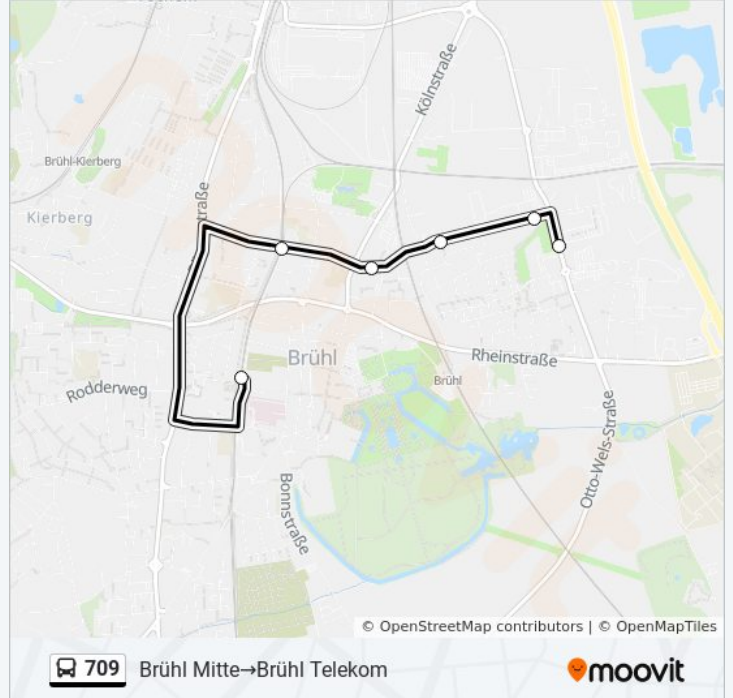 Kölnstraße
Brühl-Kierberg
Kierberg
traße
Brühl
Rheinstraße
Brühl
Rodderweg
Otto-Wels-Straße
Bonnstraße
© OpenStreetMap contributors | © OpenMapTiles
709 Brühl Mitte→Brühl Telekom
moovit